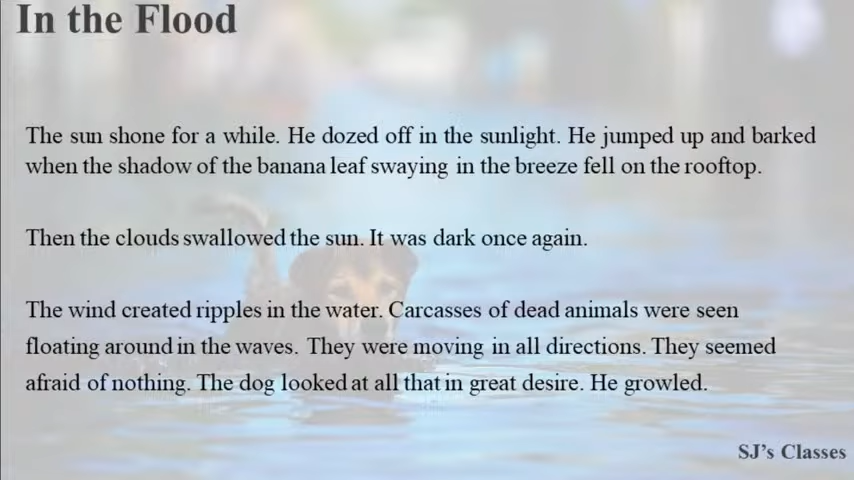 In the Flood
The sun shone for a while. He dozed off in the sunlight. He jumped up and barked
when the shadow of the banana leaf swaying in the breeze fell on the rooftop.
Then the clouds swallowed the sun. It was dark once again.
The wind created ripples in the water. Carcasses of dead animals were seen
floating around in the waves. They were moving in all directions. They seemed
afraid of nothing. The dog looked at all that in great desire. He growled.
SJ's Classes